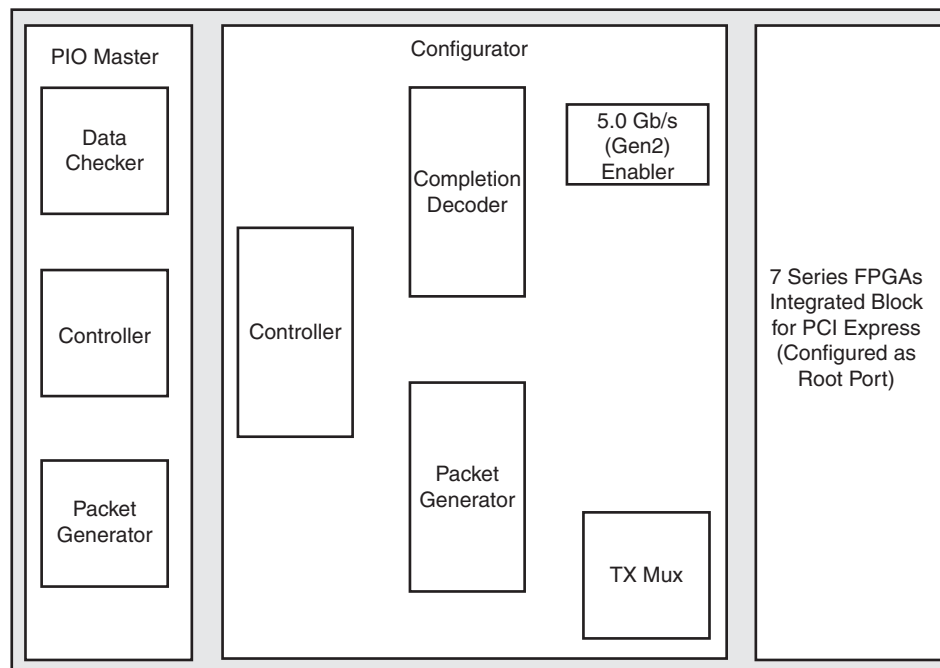 PIO Master
Data
Checker
Controller
Packet
Generator
Configurator
Controller
Completion
Decoder
Packet
Generator
5.0 Gb/s
(Gen2)
Enabler
TX Mux
7 Series FPGAs
Integrated Block
for PCI Express
(Configured as
Root Port)